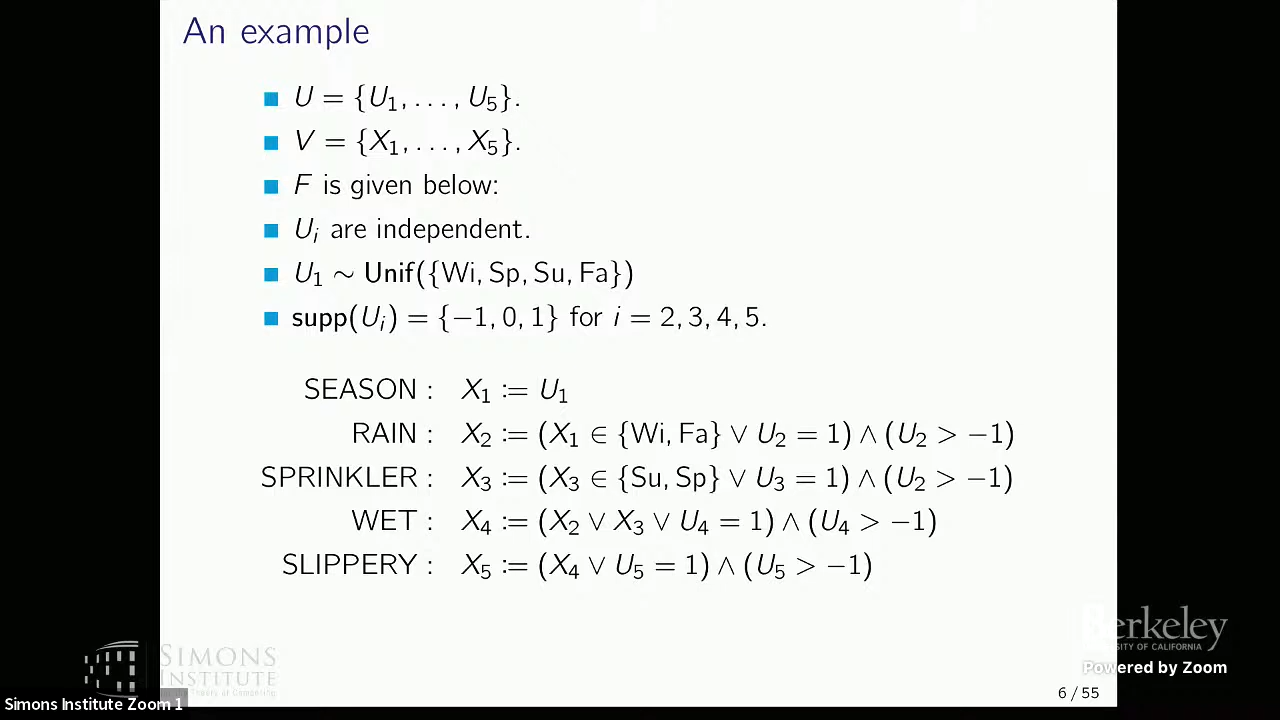 An example
U = {U₁, . . . , U₅}.
V = {X₁, . . . , X₅}.
F is given below:
Uᵢ are independent.
U₁ ∼ Unif({Wi, Sp, Su, Fa})
supp(Uᵢ) = {−1, 0, 1} for i = 2, 3, 4, 5.
SEASON : X₁ := U₁
RAIN : X₂ := (X₁ ∈ {Wi, Fa} ∨ U₂ = 1) ∧ (U₂ > −1)
SPRINKLER : X₃ := (X₃ ∈ {Su, Sp} ∨ U₃ = 1) ∧ (U₂ > −1)
WET : X₄ := (X₂ ∨ X₃ ∨ U₄ = 1) ∧ (U₄ > −1)
SLIPPERY : X₅ := (X₄ ∨ U₅ = 1) ∧ (U₅ > −1)
Berkeley
SIMONS
INSTITUTE
Powered by Zoom
6 / 55
Simons Institute Zoom 1